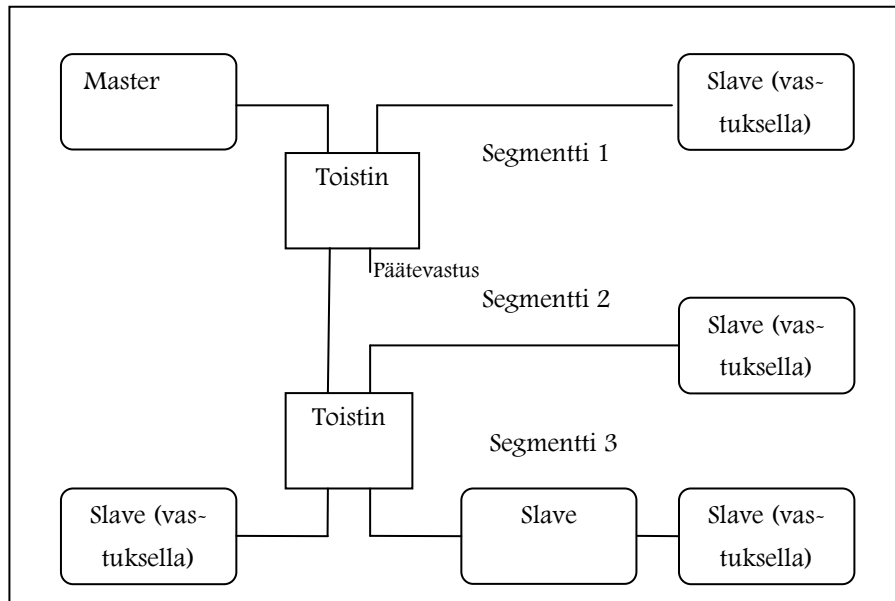 Master
Slave (vas-
tuksella)
Segmentti 1
Toistin
Päätevastus
Segmentti 2
Slave (vas-
tuksella)
Toistin
Segmentti 3
Slave (vas-
tuksella)
Slave
Slave (vas-
tuksella)